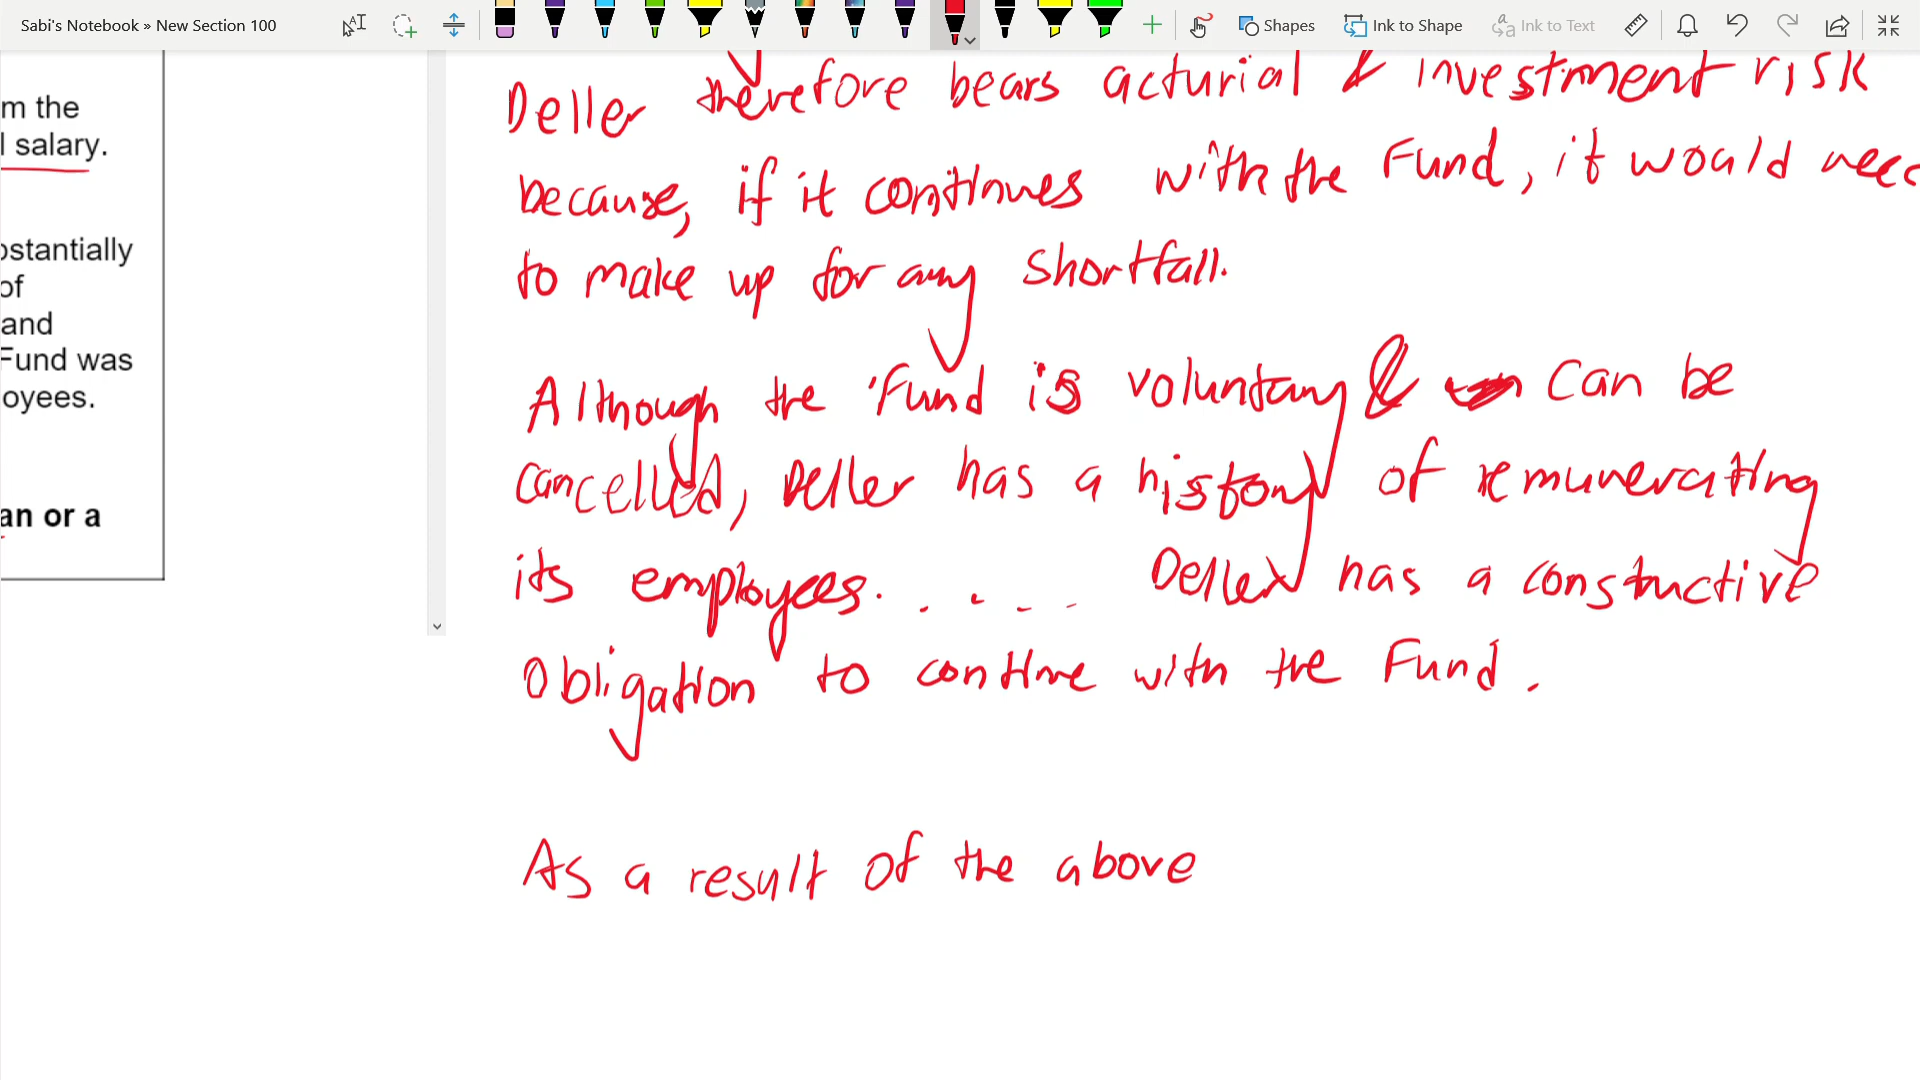 Sabi's Notebook » New Section 100
Shapes
Ink to Shape
Ink to Text
m the
l salary.
ostantially
of
and
Fund was
oyees.
an or a
Deller therefore bears acturial & investment risk
because, if it continues with the Fund, it would need
to make up for any shortfall.
Although the Fund is voluntary & can be
cancelled, Deller has a history of remunerating
its employees. . . . . Deller has a constructive
obligation to continue with the Fund.
As a result of the above